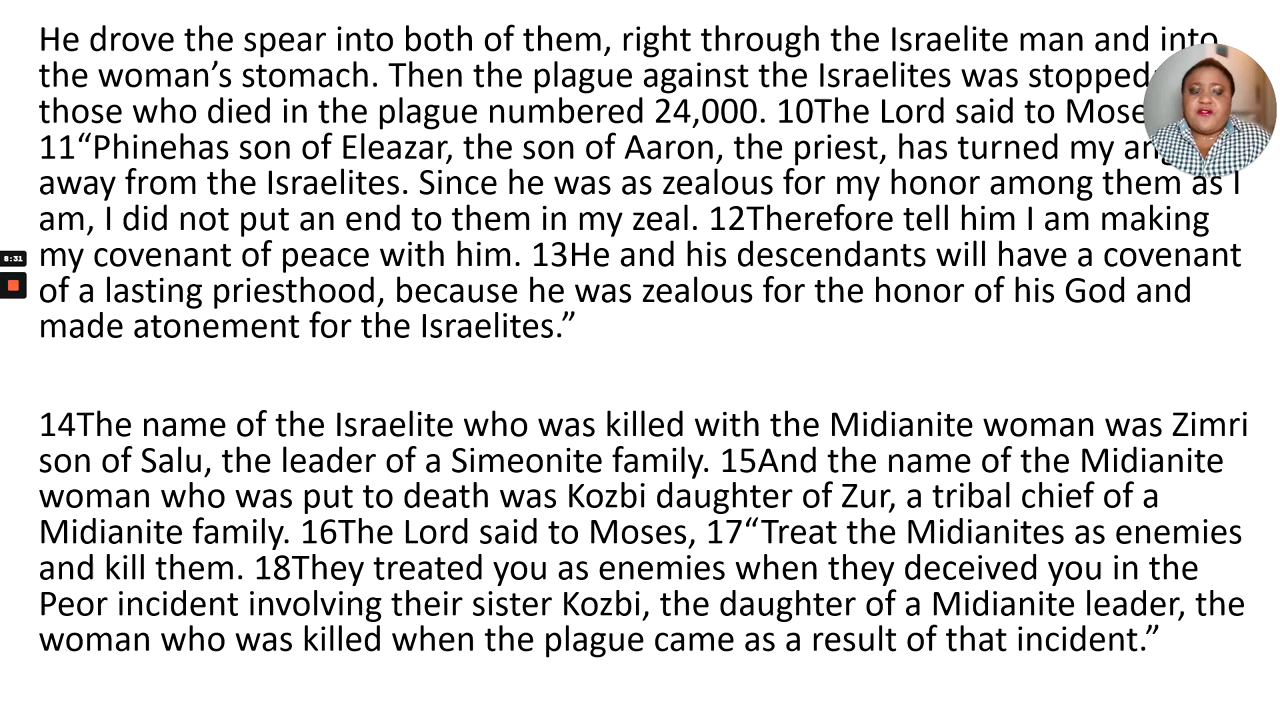 He drove the spear into both of them, right through the Israelite man and into
the woman’s stomach. Then the plague against the Israelites was stopped
those who died in the plague numbered 24,000. 10The Lord said to Mose
11“Phinehas son of Eleazar, the son of Aaron, the priest, has turned my
away from the Israelites. Since he was as zealous for my honor among them as I
am, I did not put an end to them in my zeal. 12Therefore tell him I am making
8:31
my covenant of peace with him. 13He and his descendants will have a covenant
of a lasting priesthood, because he was zealous for the honor of his God and
made atonement for the Israelites.”
14The name of the Israelite who was killed with the Midianite woman was Zimri
son of Salu, the leader of a Simeonite family. 15And the name of the Midianite
woman who was put to death was Kozbi daughter of Zur, a tribal chief of a
Midianite family. 16The Lord said to Moses, 17“Treat the Midianites as enemies
and kill them. 18They treated you as enemies when they deceived you in the
Peor incident involving their sister Kozbi, the daughter of a Midianite leader, the
woman who was killed when the plague came as a result of that incident.”